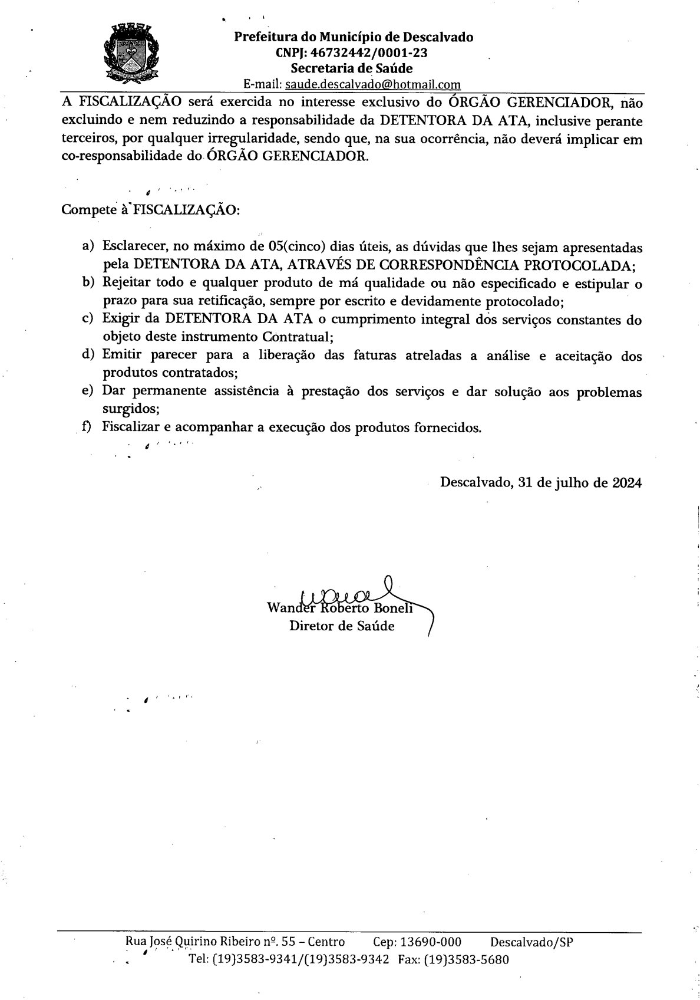 Prefeitura do Município de Descalvado
CNPJ: 46732442/0001-23
Secretaria de Saúde
E-mail: saude.descalvado@hotmail.com
A FISCALIZAÇÃO será exercida no interesse exclusivo do ÓRGÃO GERENCIADOR, não
excluindo e nem reduzindo a responsabilidade da DETENTORA DA ATA, inclusive perante
terceiros, por qualquer irregularidade, sendo que, na sua ocorrência, não deverá implicar em
co-responsabilidade do ÓRGÃO GERENCIADOR.
Compete à FISCALIZAÇÃO:
a) Esclarecer, no máximo de 05(cinco) dias úteis, as dúvidas que lhes sejam apresentadas
pela DETENTORA DA ATA, ATRAVÉS DE CORRESPONDÊNCIA PROTOCOLADA;
b) Rejeitar todo e qualquer produto de má qualidade ou não especificado e estipular o
prazo para sua retificação, sempre por escrito e devidamente protocolado;
c) Exigir da DETENTORA DA ATA o cumprimento integral dos serviços constantes do
objeto deste instrumento Contratual;
d) Emitir parecer para a liberação das faturas atreladas a análise e aceitação dos
produtos contratados;
e) Dar permanente assistência à prestação dos serviços e dar solução aos problemas
surgidos;
f) Fiscalizar e acompanhar a execução dos produtos fornecidos.
Descalvado, 31 de julho de 2024
Wander Roberto Boneli
Diretor de Saúde
Rua José Quirino Ribeiro nº. 55 – Centro Cep: 13690-000 Descalvado/SP
Tel: (19)3583-9341/(19)3583-9342 Fax: (19)3583-5680